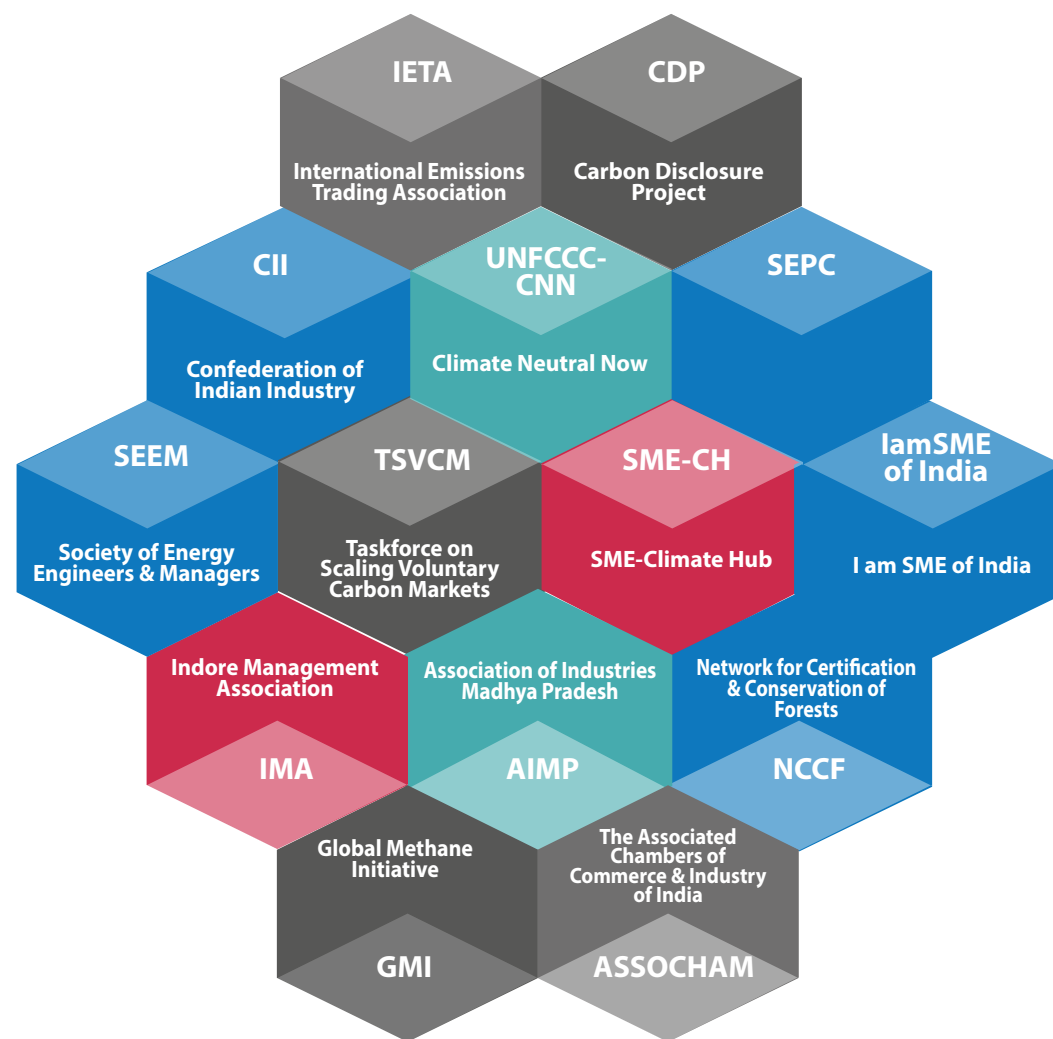 IETA
International Emissions
Trading Association
CDP
Carbon Disclosure
Project
CII
Confederation of
Indian Industry
UNFCCC-
CNN
Climate Neutral Now
SEPC
SEEM
Society of Energy
Engineers & Managers
TSVCM
Taskforce on
Scaling Voluntary
Carbon Markets
SME-CH
SME-Climate Hub
IamSME
of India
I am SME of India
Indore Management
Association
IMA
Association of Industries
Madhya Pradesh
AIMP
Network for Certification
& Conservation of
Forests
NCCF
Global Methane
Initiative
GMI
The Associated
Chambers of
Commerce & Industry
of India
ASSOCHAM